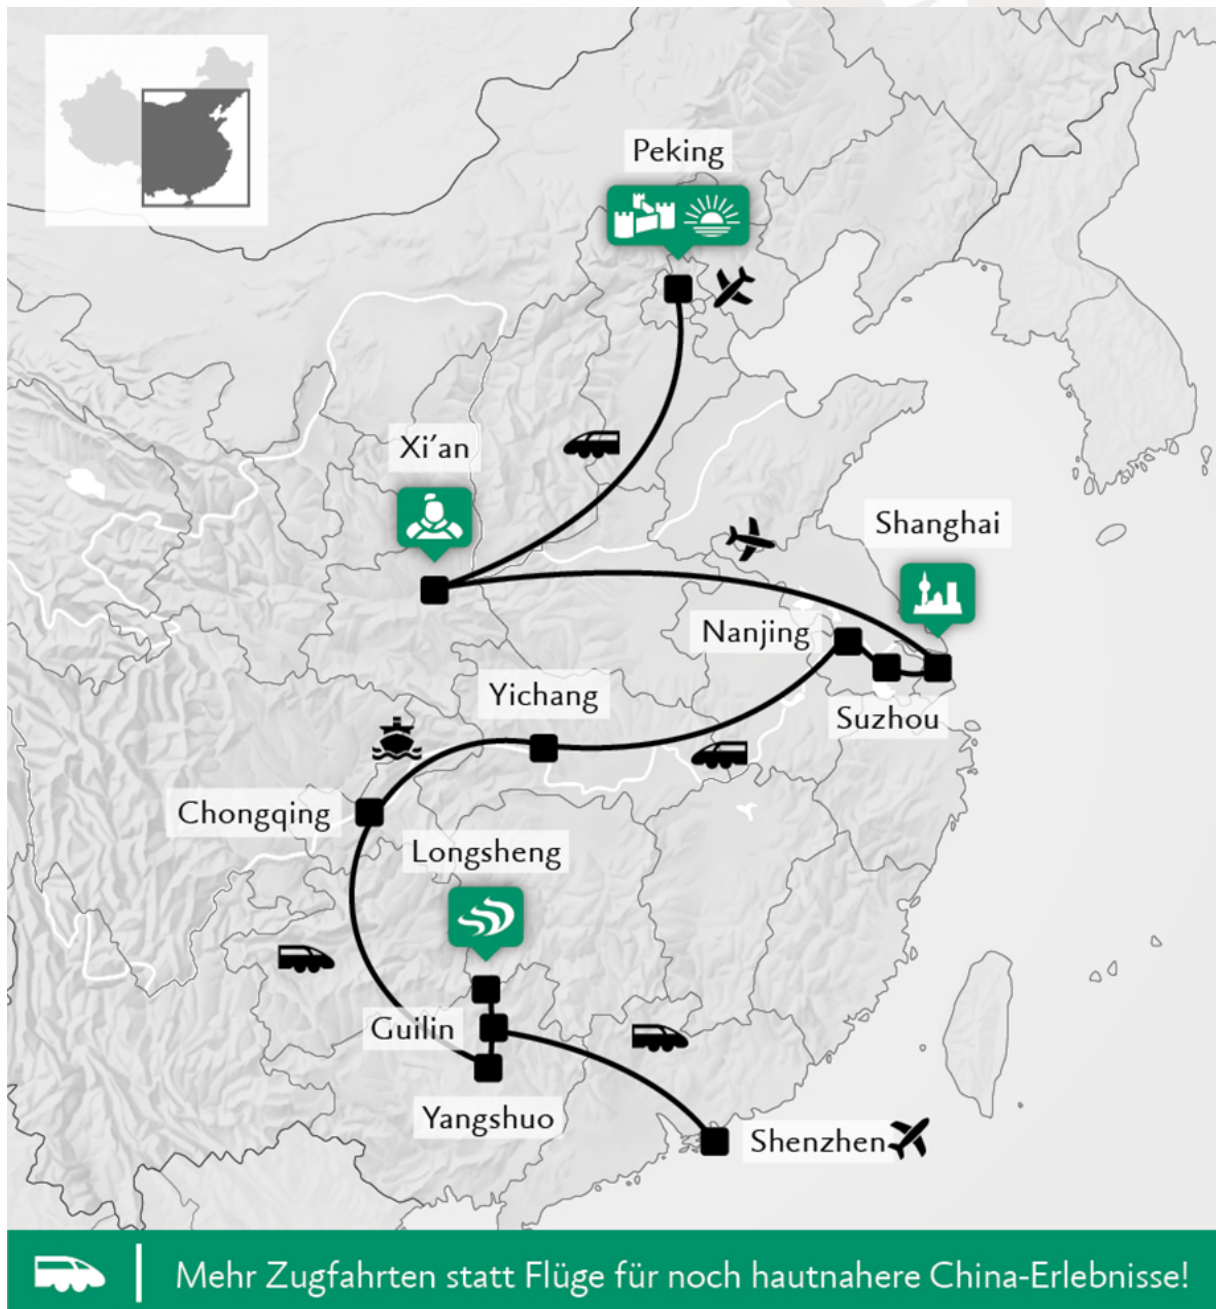 Peking
Xi’an
Shanghai
Nanjing
Yichang
Suzhou
Chongqing
Longsheng
Guilin
Yangshuo
Shenzhen
Mehr Zugfahrten statt Flüge für noch hautnahere China-Erlebnisse!